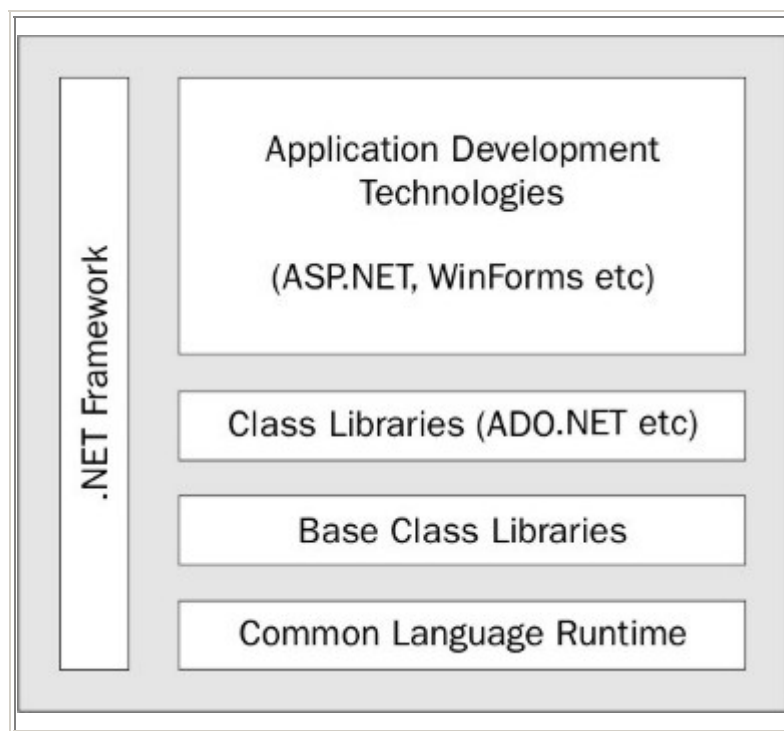 .NET Framework
Application Development
Technologies
(ASP.NET, WinForms etc)
Class Libraries (ADO.NET etc)
Base Class Libraries
Common Language Runtime